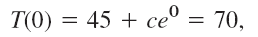 T(0) = 45 + ce⁰ = 70,